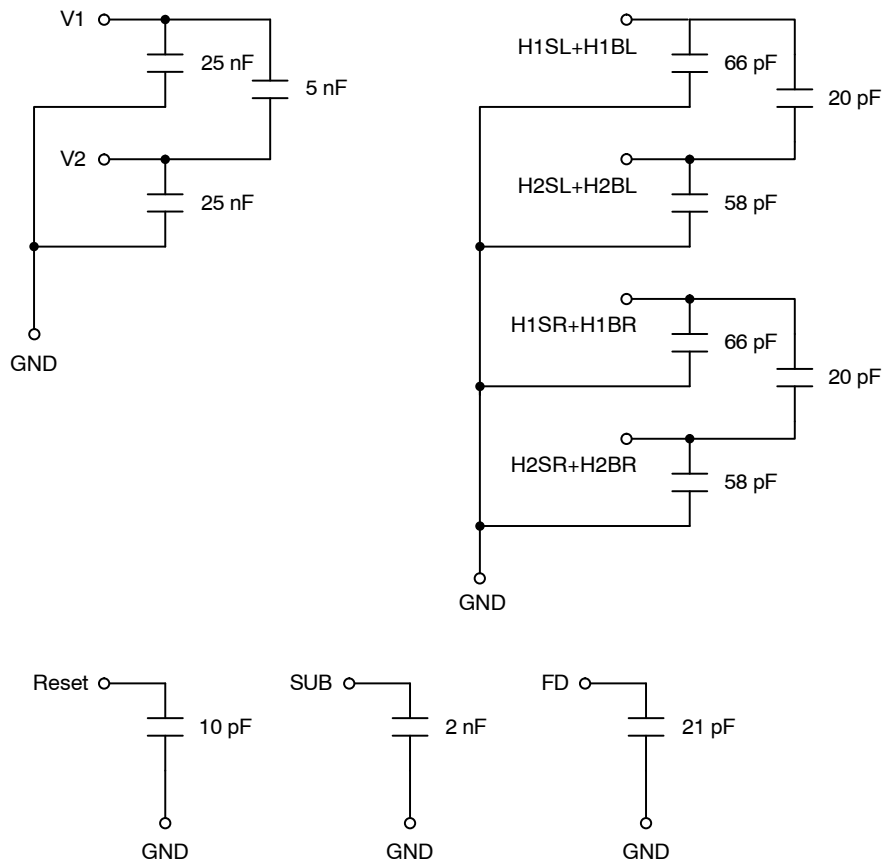 V1
25 nF
5 nF
V2
25 nF
GND
H1SL+H1BL
66 pF
20 pF
H2SL+H2BL
58 pF
H1SR+H1BR
66 pF
20 pF
H2SR+H2BR
58 pF
GND
Reset
10 pF
GND
SUB
2 nF
GND
FD
21 pF
GND